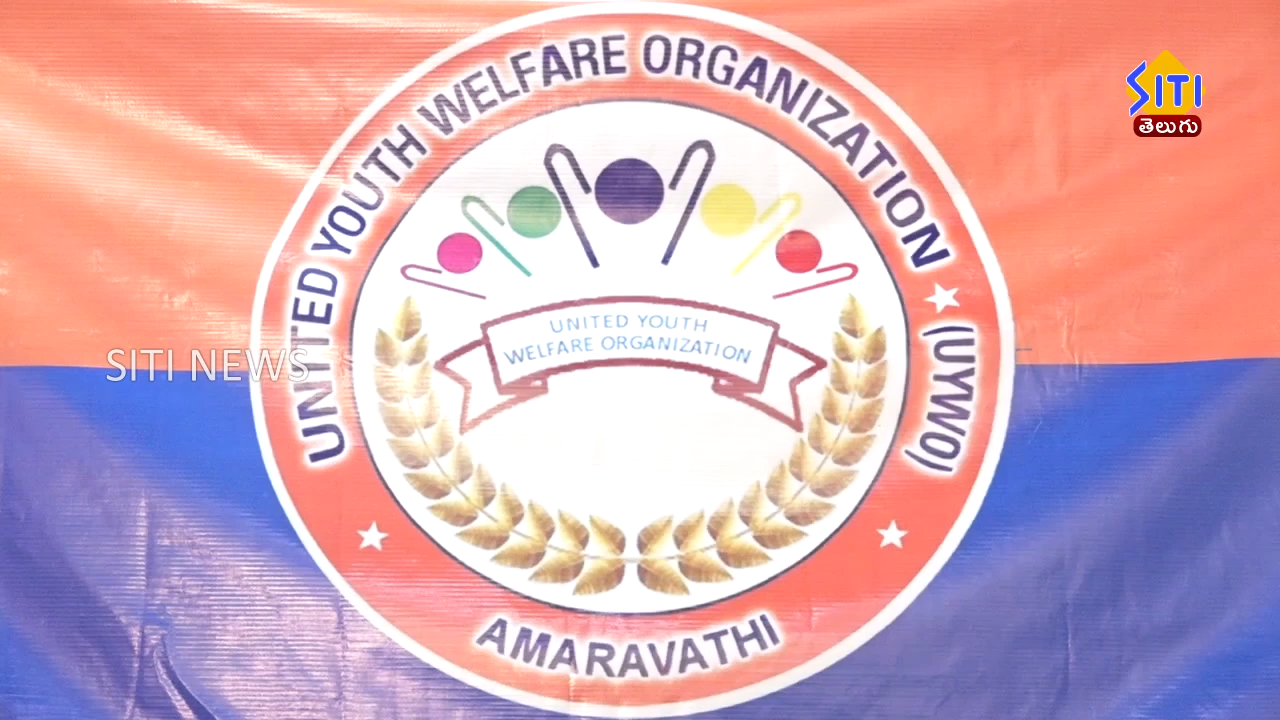 UNITED YOUTH WELFARE ORGANIZATION
(UYWO)
SITI
తెలుగు
UNITED YOUTH
WELFARE ORGANIZATION
SITI NEWS
AMARAVATHI